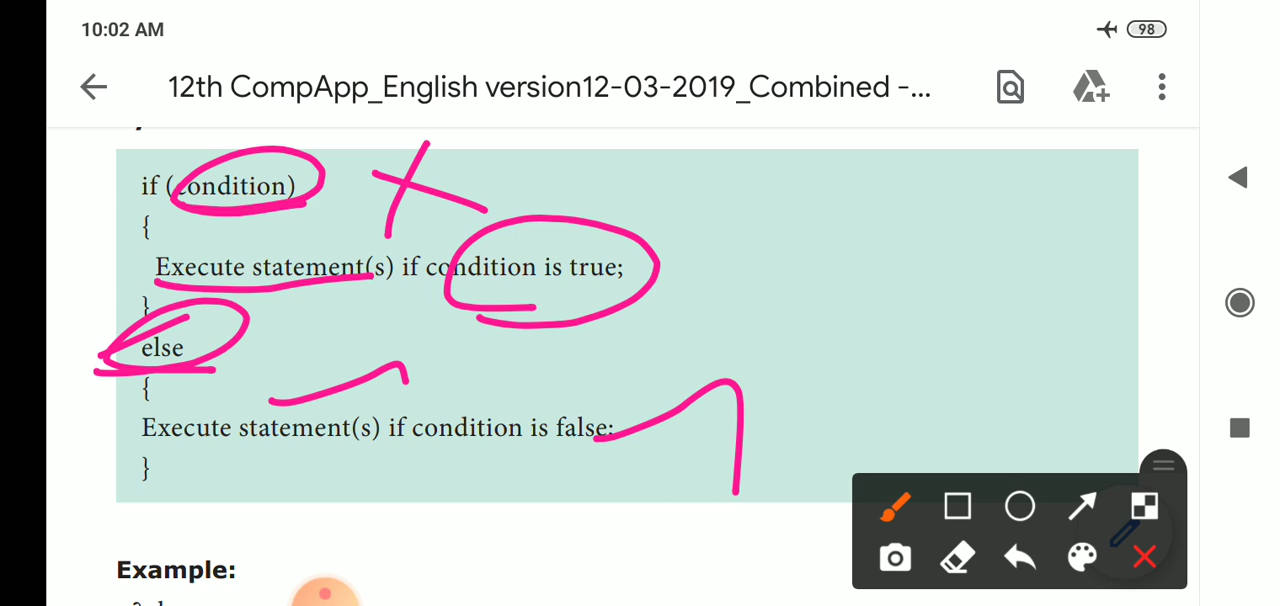 10:02 AM
98
12th CompApp_English version12-03-2019_Combined -...
if (condition)
{
Execute statement(s) if condition is true;
}
else
{
Execute statement(s) if condition is false;
}
Example: